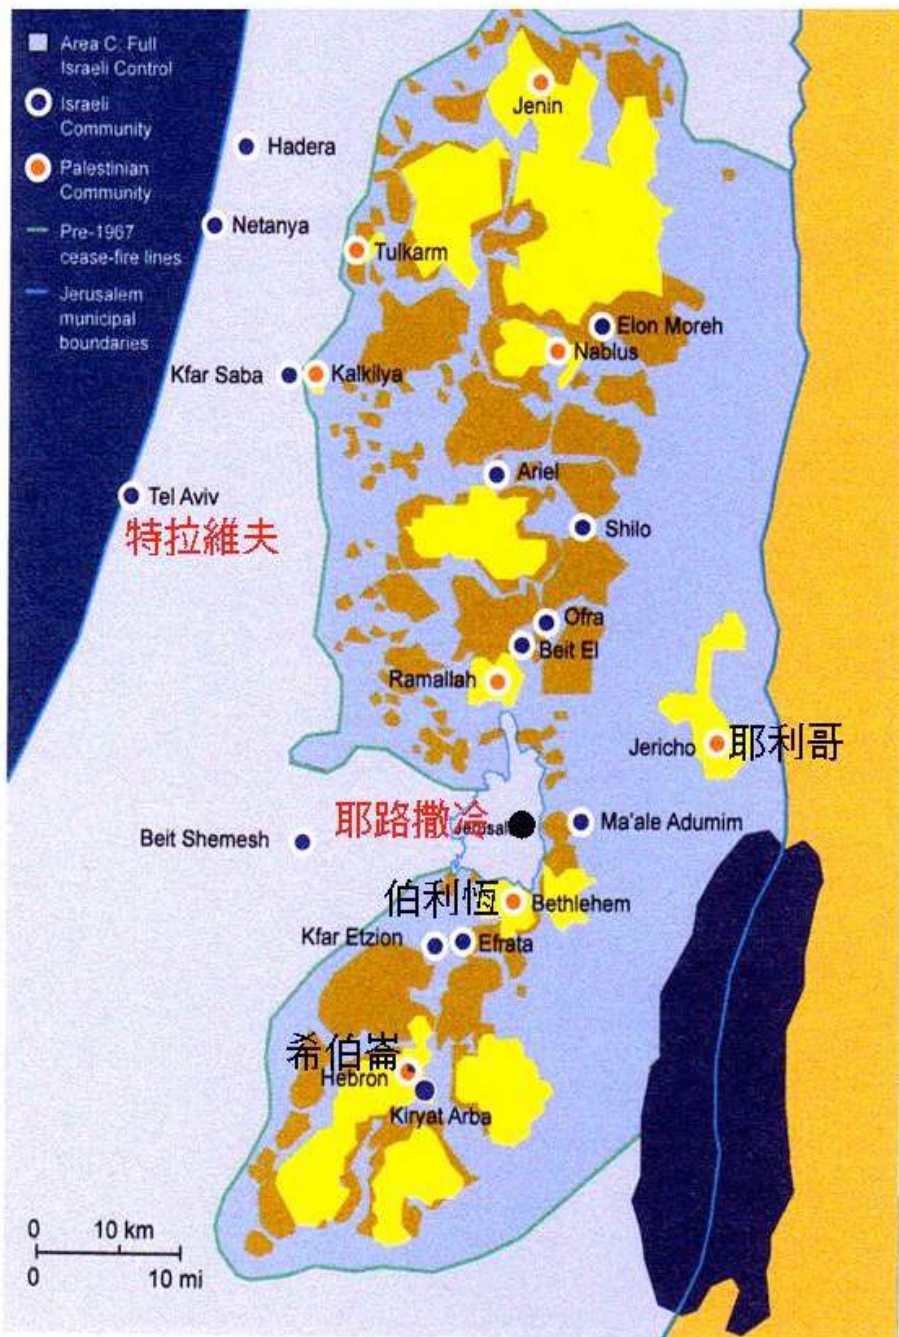 Area C: Full
Israeli Control
Israeli
Community
Palestinian
Community
Pre-1967
cease-fire lines
Jerusalem
municipal
boundaries
Jenin
Hadera
Netanya
Tulkarm
Elon Moreh
Nablus
Kfar Saba
Kalkilya
Ariel
Tel Aviv
特拉維夫
Shilo
Ofra
Beit El
Ramallah
Jericho
耶利哥
耶路撒冷
Ma'ale Adumim
Beit Shemesh
伯利恆
Bethlehem
Kfar Etzion
Efrata
希伯崙
Hebron
Kiryat Arba
0 10 km
0 10 mi